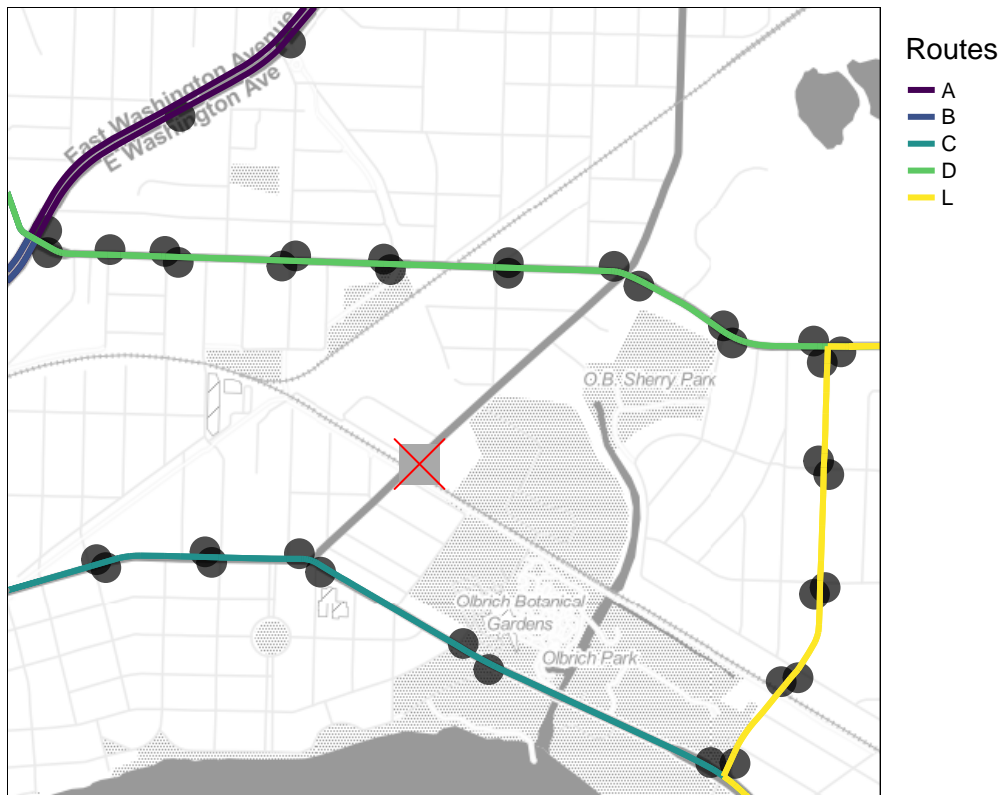 East Washington Avenue
E Washington Ave
O.B. Sherry Park
Olbrich Botanical
Gardens
Olbrich Park
Routes
A
B
C
D
L